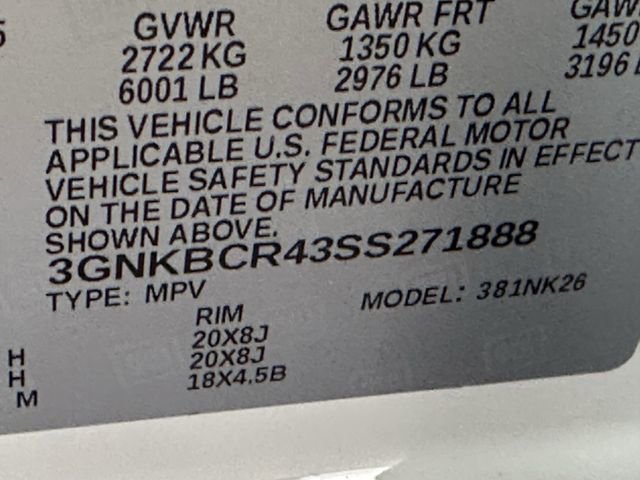 5
GVWR GAWR FRT GAW
2722 KG 1350 KG 1450
6001 LB 2976 LB 3196
THIS VEHICLE CONFORMS TO ALL
APPLICABLE U.S. FEDERAL MOTOR
VEHICLE SAFETY STANDARDS IN EFFECT
ON THE DATE OF MANUFACTURE
SHOWN ABOVE.
3GNKBCR43SS271888
TYPE: MPV MODEL: 381NK26
RIM
20X8J
H 20X8J
H 18X4.5B
M